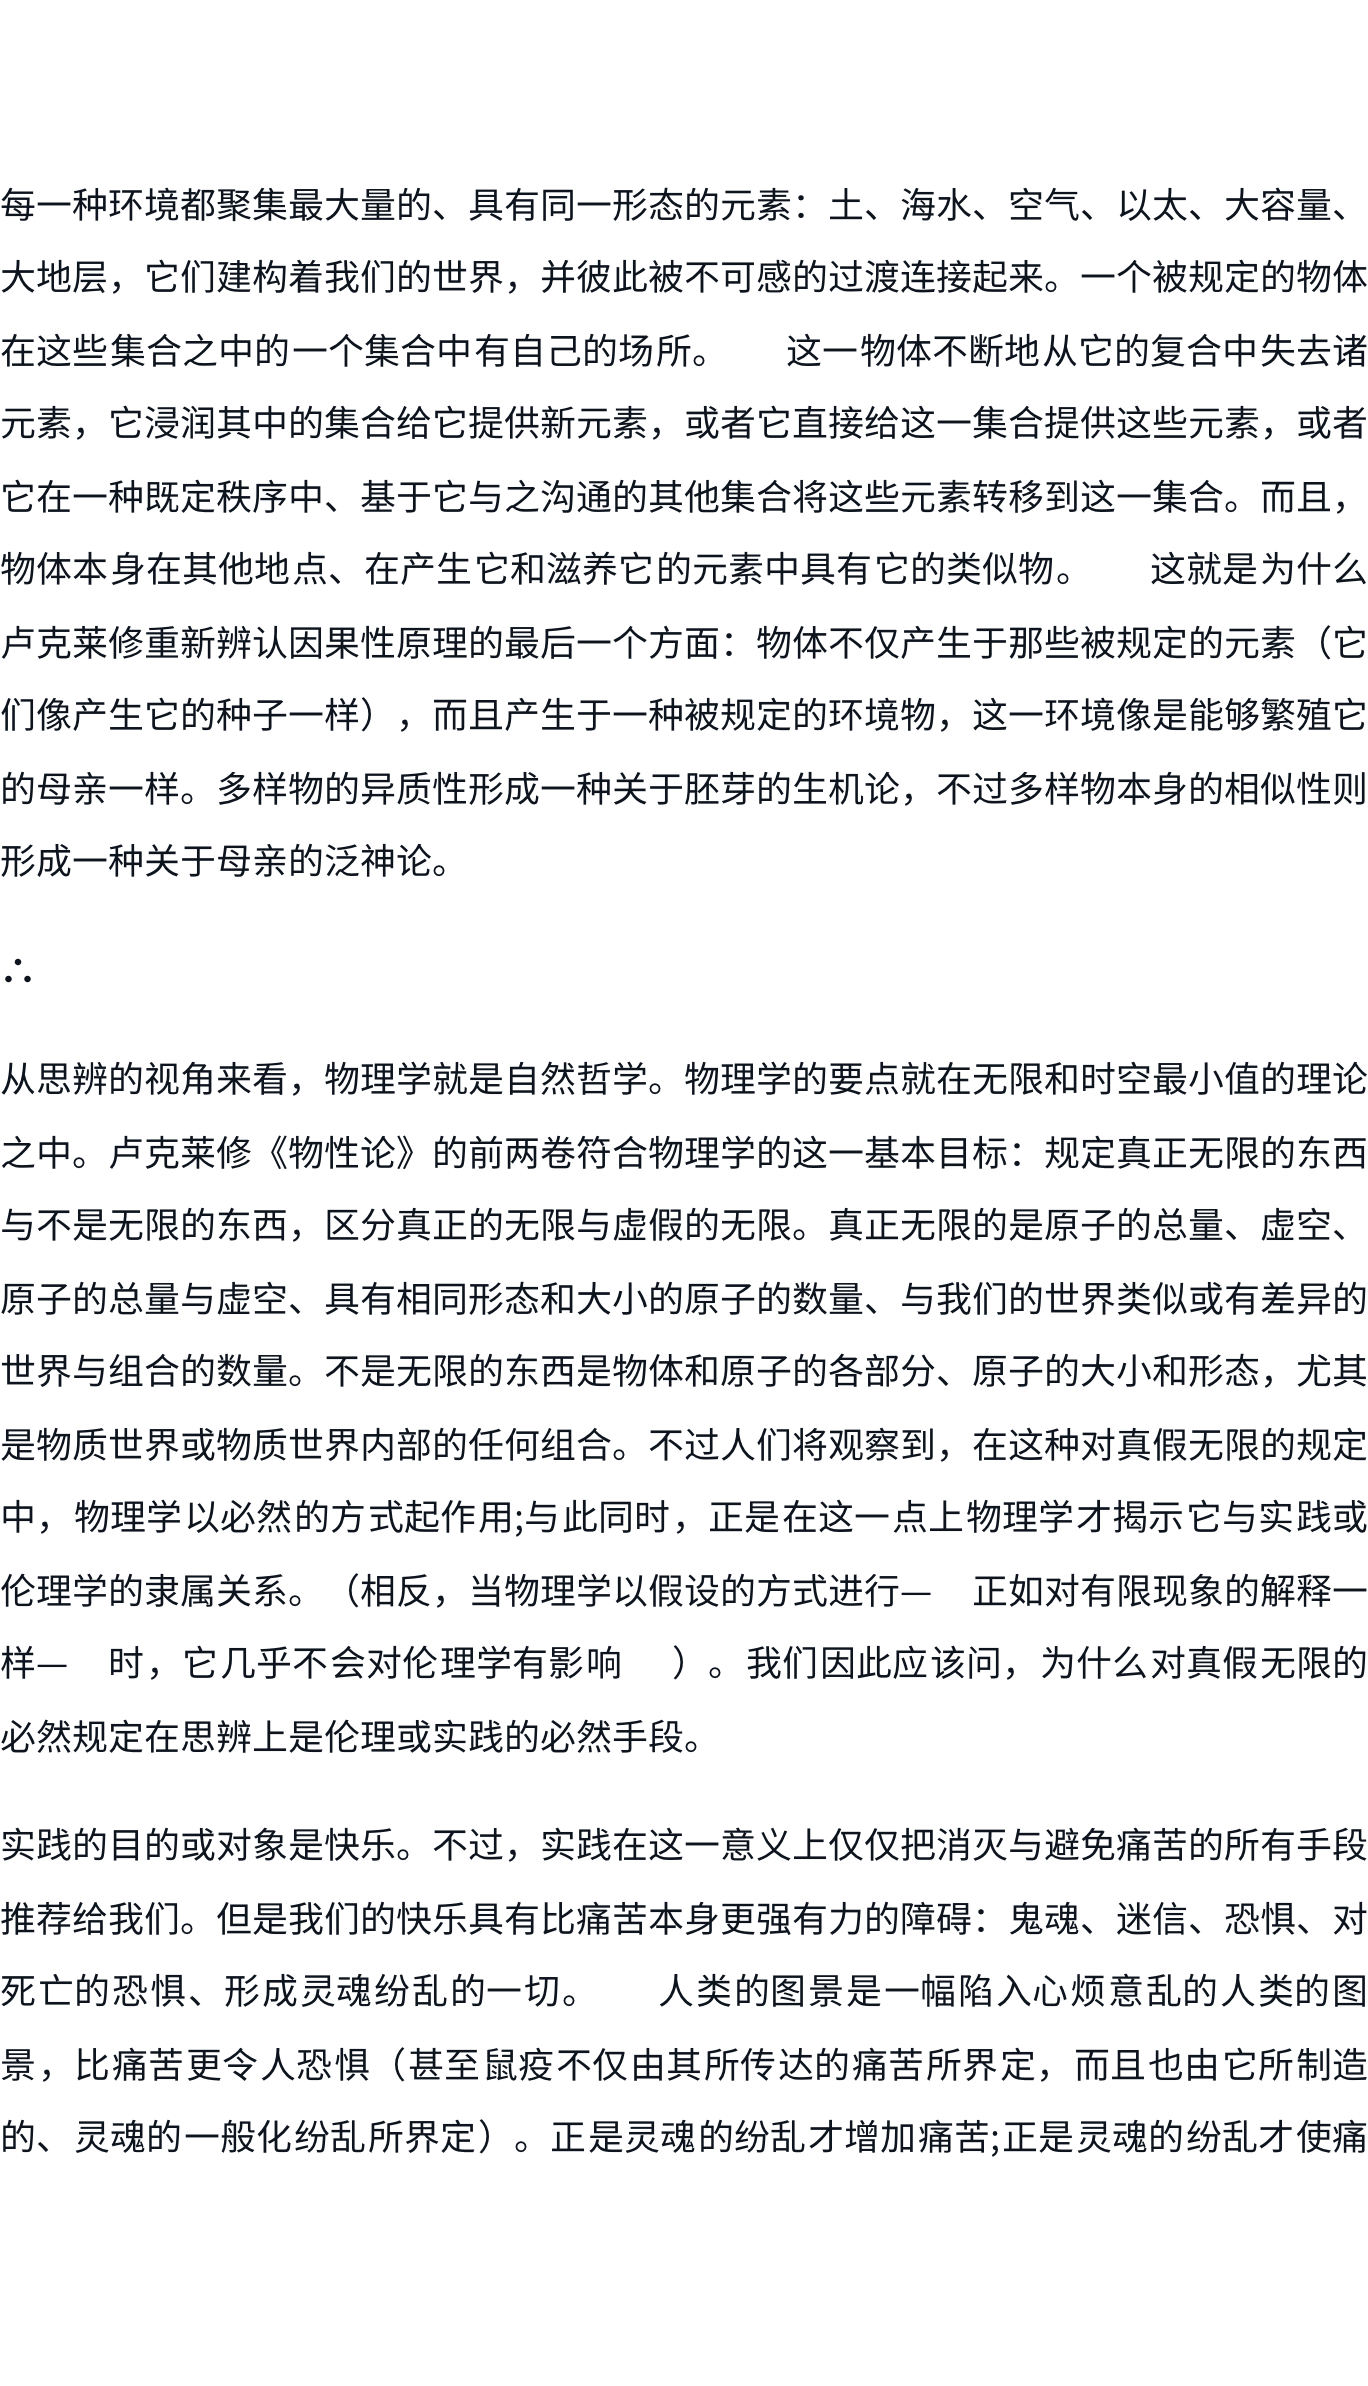 每一种环境都聚集最大量的、具有同一形态的元素：土、海水、空气、以太、大容量、
大地层，它们建构着我们的世界，并彼此被不可感的过渡连接起来。一个被规定的物体
在这些集合之中的一个集合中有自己的场所。 这一物体不断地从它的复合中失去诸
元素，它浸润其中的集合给它提供新元素，或者它直接给这一集合提供这些元素，或者
它在一种既定秩序中、基于它与之沟通的其他集合将这些元素转移到这一集合。而且，
物体本身在其他地点、在产生它和滋养它的元素中具有它的类似物。 这就是为什么
卢克莱修重新辨认因果性原理的最后一个方面：物体不仅产生于那些被规定的元素（它
们像产生它的种子一样），而且产生于一种被规定的环境物，这一环境像是能够繁殖它
的母亲一样。多样物的异质性形成一种关于胚芽的生机论，不过多样物本身的相似性则
形成一种关于母亲的泛神论。
∴
从思辨的视角来看，物理学就是自然哲学。物理学的要点就在无限和时空最小值的理论
之中。卢克莱修《物性论》的前两卷符合物理学的这一基本目标：规定真正无限的东西
与不是无限的东西，区分真正的无限与虚假的无限。真正无限的是原子的总量、虚空、
原子的总量与虚空、具有相同形态和大小的原子的数量、与我们的世界类似或有差异的
世界与组合的数量。不是无限的东西是物体和原子的各部分、原子的大小和形态，尤其
是物质世界或物质世界内部的任何组合。不过人们将观察到，在这种对真假无限的规定
中，物理学以必然的方式起作用;与此同时，正是在这一点上物理学才揭示它与实践或
伦理学的隶属关系。（相反，当物理学以假设的方式进行— 正如对有限现象的解释一
样— 时，它几乎不会对伦理学有影响 ）。我们因此应该问，为什么对真假无限的
必然规定在思辨上是伦理或实践的必然手段。
实践的目的或对象是快乐。不过，实践在这一意义上仅仅把消灭与避免痛苦的所有手段
推荐给我们。但是我们的快乐具有比痛苦本身更强有力的障碍：鬼魂、迷信、恐惧、对
死亡的恐惧、形成灵魂纷乱的一切。 人类的图景是一幅陷入心烦意乱的人类的图
景，比痛苦更令人恐惧（甚至鼠疫不仅由其所传达的痛苦所界定，而且也由它所制造
的、灵魂的一般化纷乱所界定）。正是灵魂的纷乱才增加痛苦;正是灵魂的纷乱才使痛